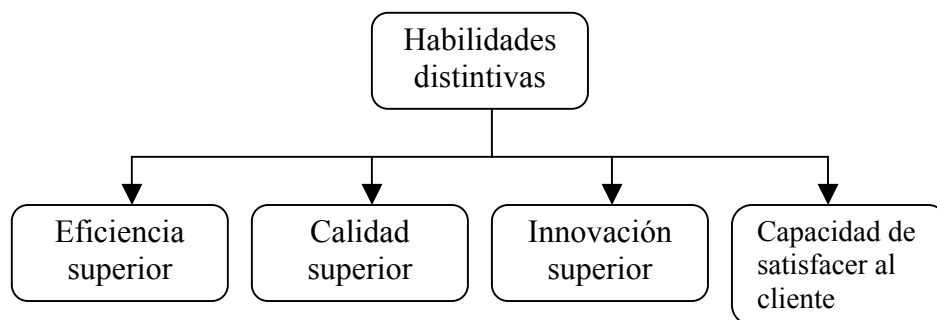 Habilidades
distintivas
Eficiencia
superior
Calidad
superior
Innovación
superior
Capacidad de
satisfacer al
cliente